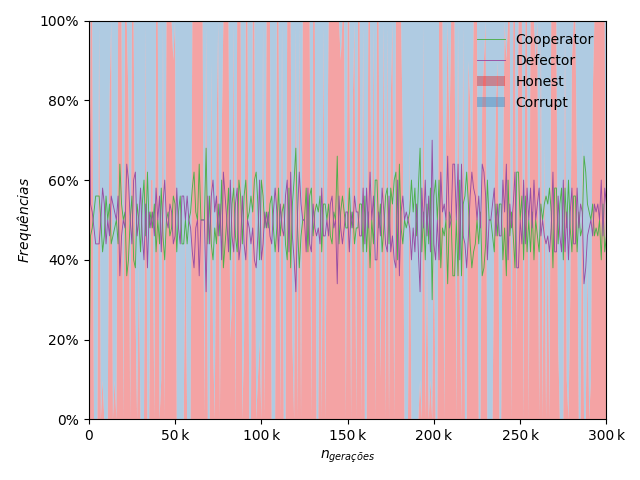 100%
80%
60%
40%
20%
0%
Frequências
Cooperator
Defector
Honest
Corrupt
0 50 k 100 k 150 k 200 k 250 k 300 k
n_gerações